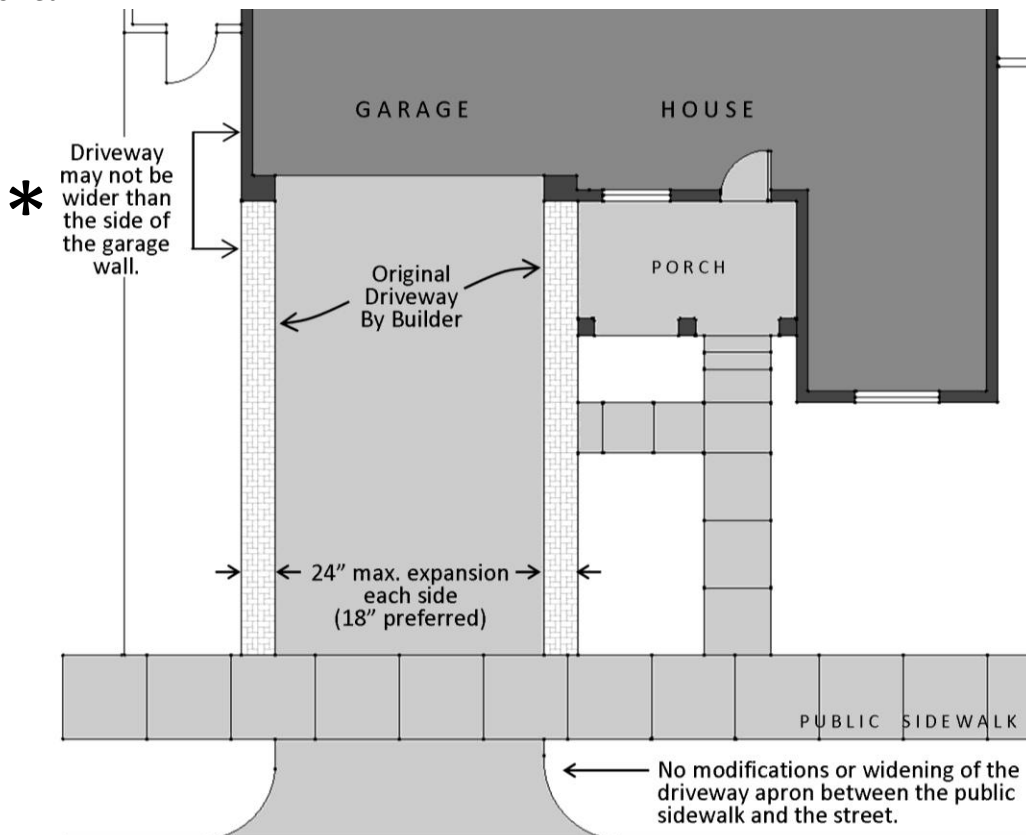 GARAGE
HOUSE
*
Driveway
may not be
wider than
the side of
the garage
wall.
Original
Driveway
By Builder
PORCH
24” max. expansion
each side
(18” preferred)
PUBLIC SIDEWALK
No modifications or widening of the
driveway apron between the public
sidewalk and the street.